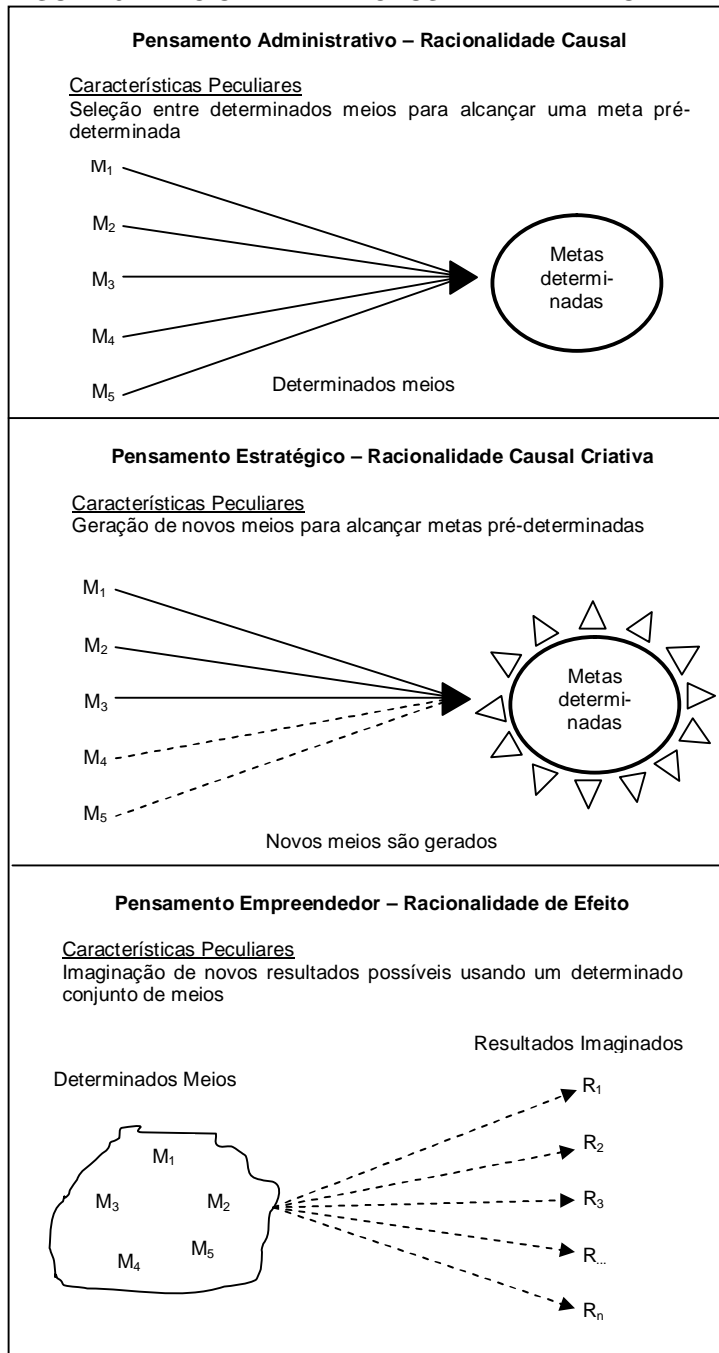 Pensamento Administrativo – Racionalidade Causal
Características Peculiares
Seleção entre determinados meios para alcançar uma meta pré-
determinada
M1
M2
M3
M4
M5
Metas
determi-
nadas
Determinados meios
Pensamento Estratégico – Racionalidade Causal Criativa
Características Peculiares
Geração de novos meios para alcançar metas pré-determinadas
M1
M2
M3
M4
M5
Metas
determi-
nadas
Novos meios são gerados
Pensamento Empreendedor – Racionalidade de Efeito
Características Peculiares
Imaginação de novos resultados possíveis usando um determinado
conjunto de meios
Resultados Imaginados
Determinados Meios
M1
M3 M2
M4 M5
R1
R2
R3
R...
Rn